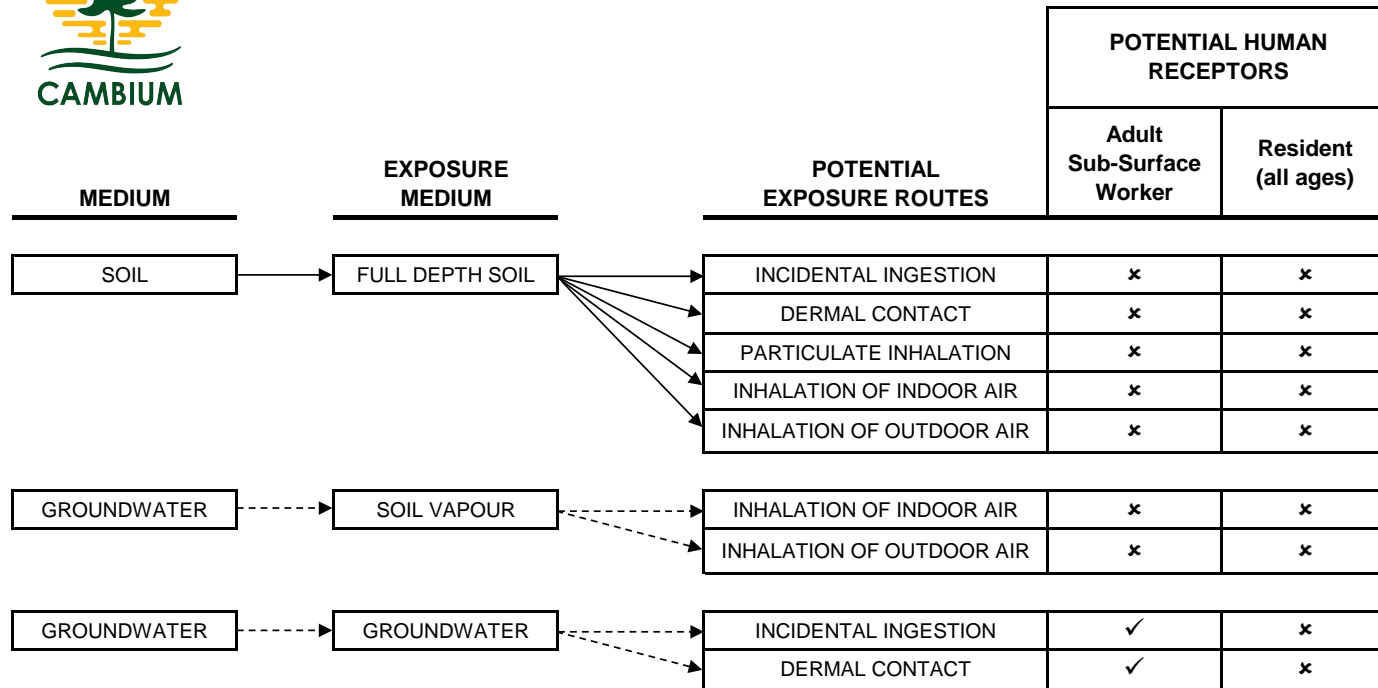 CAMBIUM
POTENTIAL HUMAN
RECEPTORS
MEDIUM
EXPOSURE
MEDIUM
POTENTIAL
EXPOSURE ROUTES
Adult
Sub-Surface
Worker
Resident
(all ages)
SOIL
FULL DEPTH SOIL
INCIDENTAL INGESTION × ×
DERMAL CONTACT × ×
PARTICULATE INHALATION × ×
INHALATION OF INDOOR AIR × ×
INHALATION OF OUTDOOR AIR × ×
GROUNDWATER
SOIL VAPOUR
INHALATION OF INDOOR AIR × ×
INHALATION OF OUTDOOR AIR × ×
GROUNDWATER
GROUNDWATER
INCIDENTAL INGESTION ✓ ×
DERMAL CONTACT ✓ ×